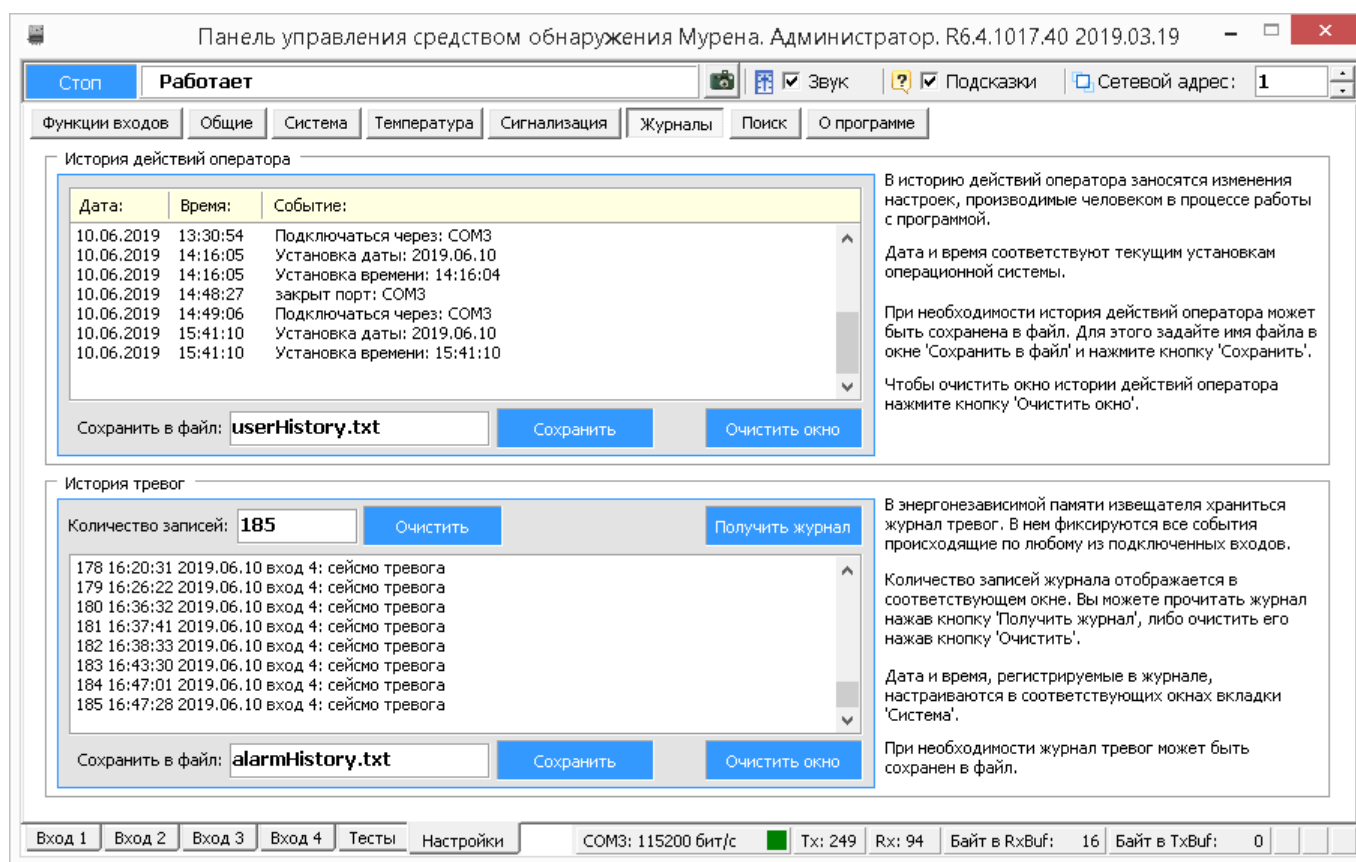 Панель управления средством обнаружения Мурена. Администратор. R6.4.1017.40 2019.03.19
Стоп Работает Звук Подсказки Сетевой адрес: 1
Функции входов Общие Система Температура Сигнализация Журналы Поиск О программе
История действий оператора
Дата: Время: Событие:
10.06.2019 13:30:54 Подключаться через: COM3
10.06.2019 14:16:05 Установка даты: 2019.06.10
10.06.2019 14:16:05 Установка времени: 14:16:04
10.06.2019 14:48:27 закрыт порт: COM3
10.06.2019 14:49:06 Подключаться через: COM3
10.06.2019 15:41:10 Установка даты: 2019.06.10
10.06.2019 15:41:10 Установка времени: 15:41:10
Сохранить в файл: userHistory.txt Сохранить Очистить окно
В историю действий оператора заносятся изменения
настроек, производимые человеком в процессе работы
с программой.
Дата и время соответствуют текущим установкам
операционной системы.
При необходимости история действий оператора может
быть сохранена в файл. Для этого задайте имя файла в
окне 'Сохранить в файл' и нажмите кнопку 'Сохранить'.
Чтобы очистить окно истории действий оператора
нажмите кнопку 'Очистить окно'.
История тревог
Количество записей: 185 Очистить Получить журнал
178 16:20:31 2019.06.10 вход 4: сейсмо тревога
179 16:26:22 2019.06.10 вход 4: сейсмо тревога
180 16:36:32 2019.06.10 вход 4: сейсмо тревога
181 16:37:41 2019.06.10 вход 4: сейсмо тревога
182 16:38:33 2019.06.10 вход 4: сейсмо тревога
183 16:43:30 2019.06.10 вход 4: сейсмо тревога
184 16:47:01 2019.06.10 вход 4: сейсмо тревога
185 16:47:28 2019.06.10 вход 4: сейсмо тревога
Сохранить в файл: alarmHistory.txt Сохранить Очистить окно
В энергонезависимой памяти извещателя храниться
журнал тревог. В нем фиксируются все события
происходящие по любому из подключенных входов.
Количество записей журнала отображается в
соответствующем окне. Вы можете прочитать журнал
нажав кнопку 'Получить журнал', либо очистить его
нажав кнопку 'Очистить'.
Дата и время, регистрируемые в журнале,
настраиваются в соответствующих окнах вкладки
'Система'.
При необходимости журнал тревог может быть
сохранен в файл.
Вход 1 Вход 2 Вход 3 Вход 4 Тесты Настройки COM3: 115200 бит/с Tx: 249 Rx: 94 Байт в RxBuf: 16 Байт в TxBuf: 0